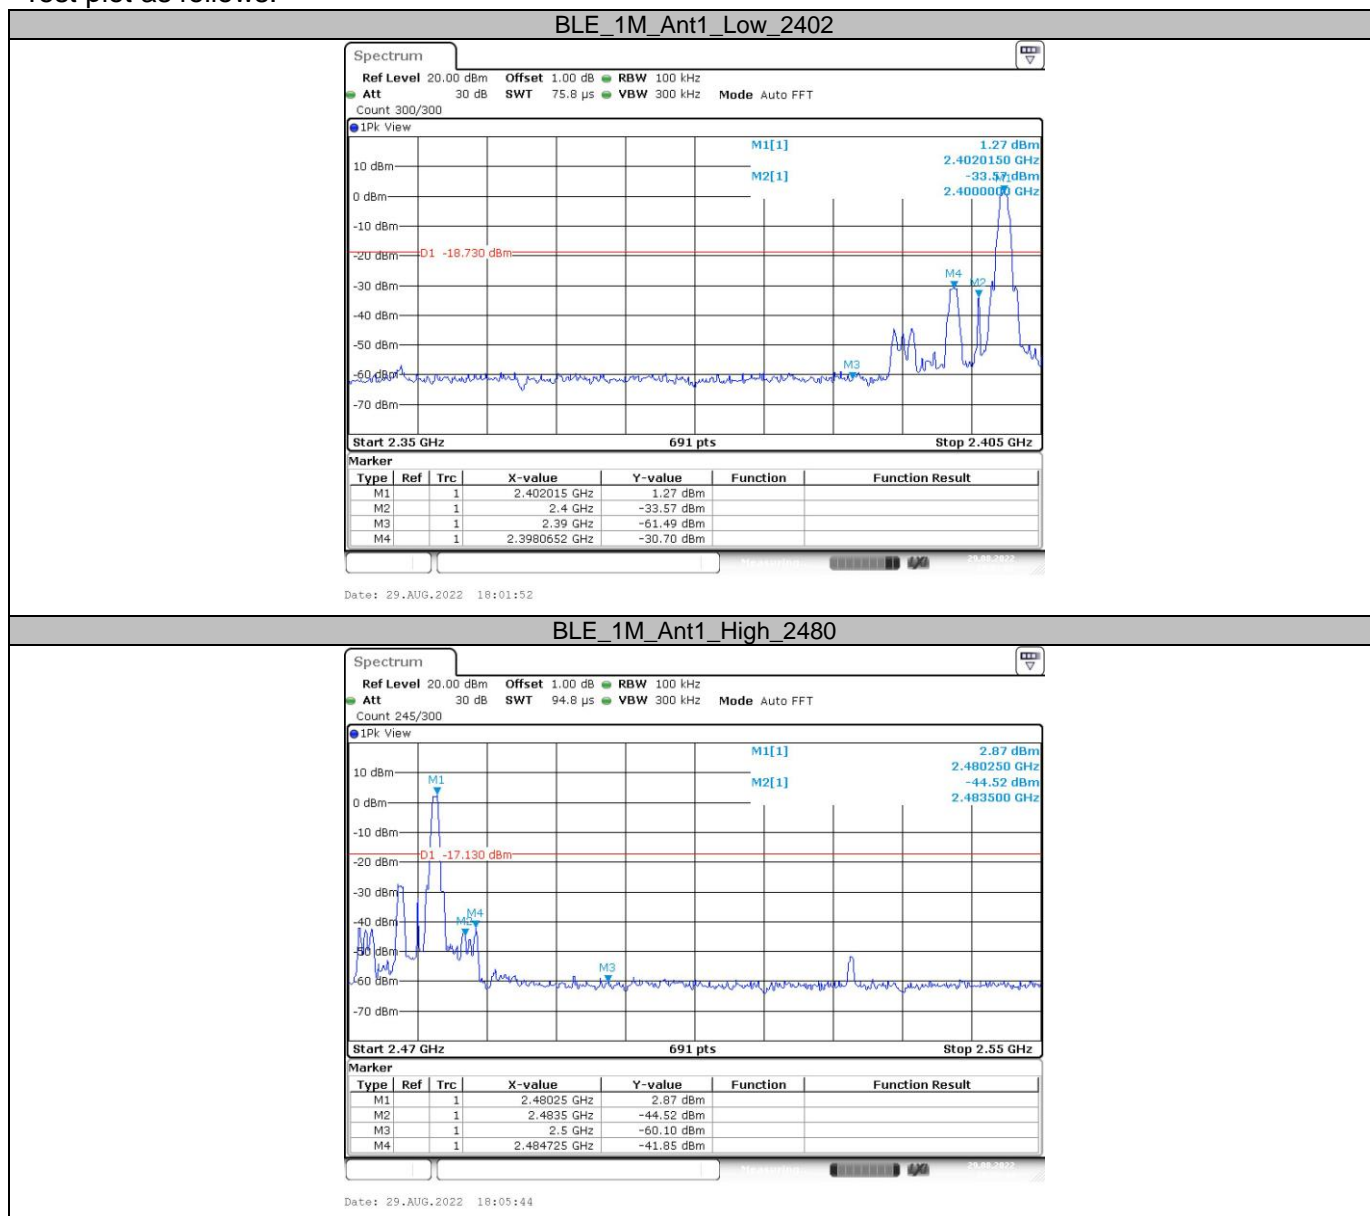 Test plot as follows:
BLE_1M_Ant1_Low_2402
Spectrum
Ref Level 20.00 dBm Offset 1.00 dB RBW 100 kHz
Att 30 dB SWT 75.8 µs VBW 300 kHz Mode Auto FFT
Count 300/300
1Pk View
M1[1] 1.27 dBm
2.4020150 GHz
M2[1] -33.57 dBm
2.4000000 GHz
M1
10 dBm
0 dBm
-10 dBm
-20 dBm
D1 -18.730 dBm
-30 dBm
M4
M2
-40 dBm
-50 dBm
M3
-60 dBm
-70 dBm
Start 2.35 GHz 691 pts Stop 2.405 GHz
Marker
Type Ref Trc X-value Y-value Function Function Result
M1 1 2.402015 GHz 1.27 dBm
M2 1 2.4 GHz -33.57 dBm
M3 1 2.39 GHz -61.49 dBm
M4 1 2.3980652 GHz -30.70 dBm
Measuring LXI 29.08.2022
Date: 29.AUG.2022 18:01:52
BLE_1M_Ant1_High_2480
Spectrum
Ref Level 20.00 dBm Offset 1.00 dB RBW 100 kHz
Att 30 dB SWT 94.8 µs VBW 300 kHz Mode Auto FFT
Count 245/300
1Pk View
M1[1] 2.87 dBm
2.480250 GHz
M2[1] -44.52 dBm
2.483500 GHz
10 dBm
M1
0 dBm
-10 dBm
D1 -17.130 dBm
-20 dBm
-30 dBm
-40 dBm
M2
M4
-50 dBm
M3
-60 dBm
-70 dBm
Start 2.47 GHz 691 pts Stop 2.55 GHz
Marker
Type Ref Trc X-value Y-value Function Function Result
M1 1 2.48025 GHz 2.87 dBm
M2 1 2.4835 GHz -44.52 dBm
M3 1 2.5 GHz -60.10 dBm
M4 1 2.484725 GHz -41.85 dBm
Measuring LXI 29.08.2022
Date: 29.AUG.2022 18:05:44